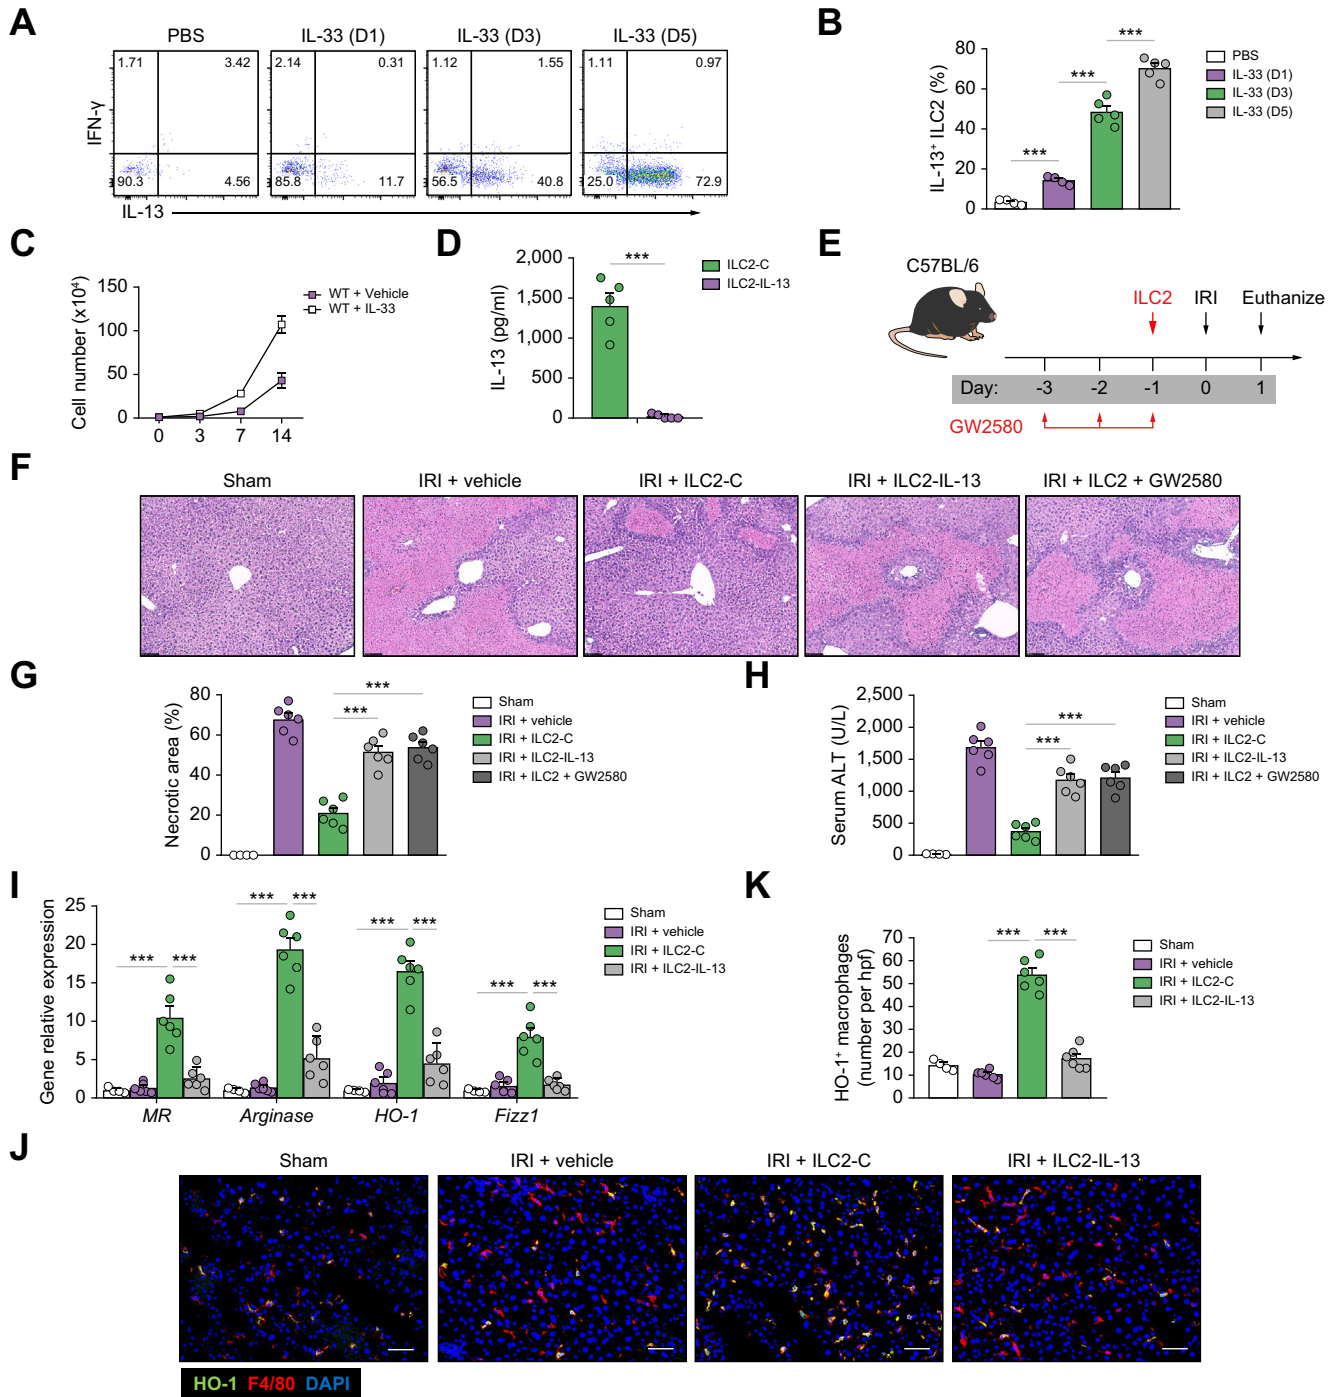 A
PBS
IL-33 (D1)
IL-33 (D3)
IL-33 (D5)
1.71 3.42
2.14 0.31
1.12 1.55
1.11 0.97
IFN-γ
90.3 4.56
85.8 11.7
56.5 40.8
25.0 72.9
IL-13
B
IL-13+ ILC2 (%)
80
60
40
20
0
***
***
***
PBS
IL-33 (D1)
IL-33 (D3)
IL-33 (D5)
C
Cell number (x10⁴)
150
100
50
0
0 3 7 14
WT + Vehicle
WT + IL-33
D
IL-13 (pg/ml)
2,000
1,500
1,000
500
0
***
ILC2-C
ILC2-IL-13
E
C57BL/6
ILC2
IRI
Euthanize
Day: -3 -2 -1 0 1
GW2580
F
Sham
IRI + vehicle
IRI + ILC2-C
IRI + ILC2-IL-13
IRI + ILC2 + GW2580
G
Necrotic area (%)
80
60
40
20
0
***
***
Sham
IRI + vehicle
IRI + ILC2-C
IRI + ILC2-IL-13
IRI + ILC2 + GW2580
H
Serum ALT (U/L)
2,500
2,000
1,500
1,000
500
0
***
***
Sham
IRI + vehicle
IRI + ILC2-C
IRI + ILC2-IL-13
IRI + ILC2 + GW2580
I
Gene relative expression
25
20
15
10
5
0
*** ***
*** ***
*** ***
*** ***
MR
Arginase
HO-1
Fizz1
Sham
IRI + vehicle
IRI + ILC2-C
IRI + ILC2-IL-13
K
HO-1+ macrophages
(number per hpf)
70
60
50
40
30
20
10
0
*** ***
Sham
IRI + vehicle
IRI + ILC2-C
IRI + ILC2-IL-13
J
Sham
IRI + vehicle
IRI + ILC2-C
IRI + ILC2-IL-13
HO-1 F4/80 DAPI